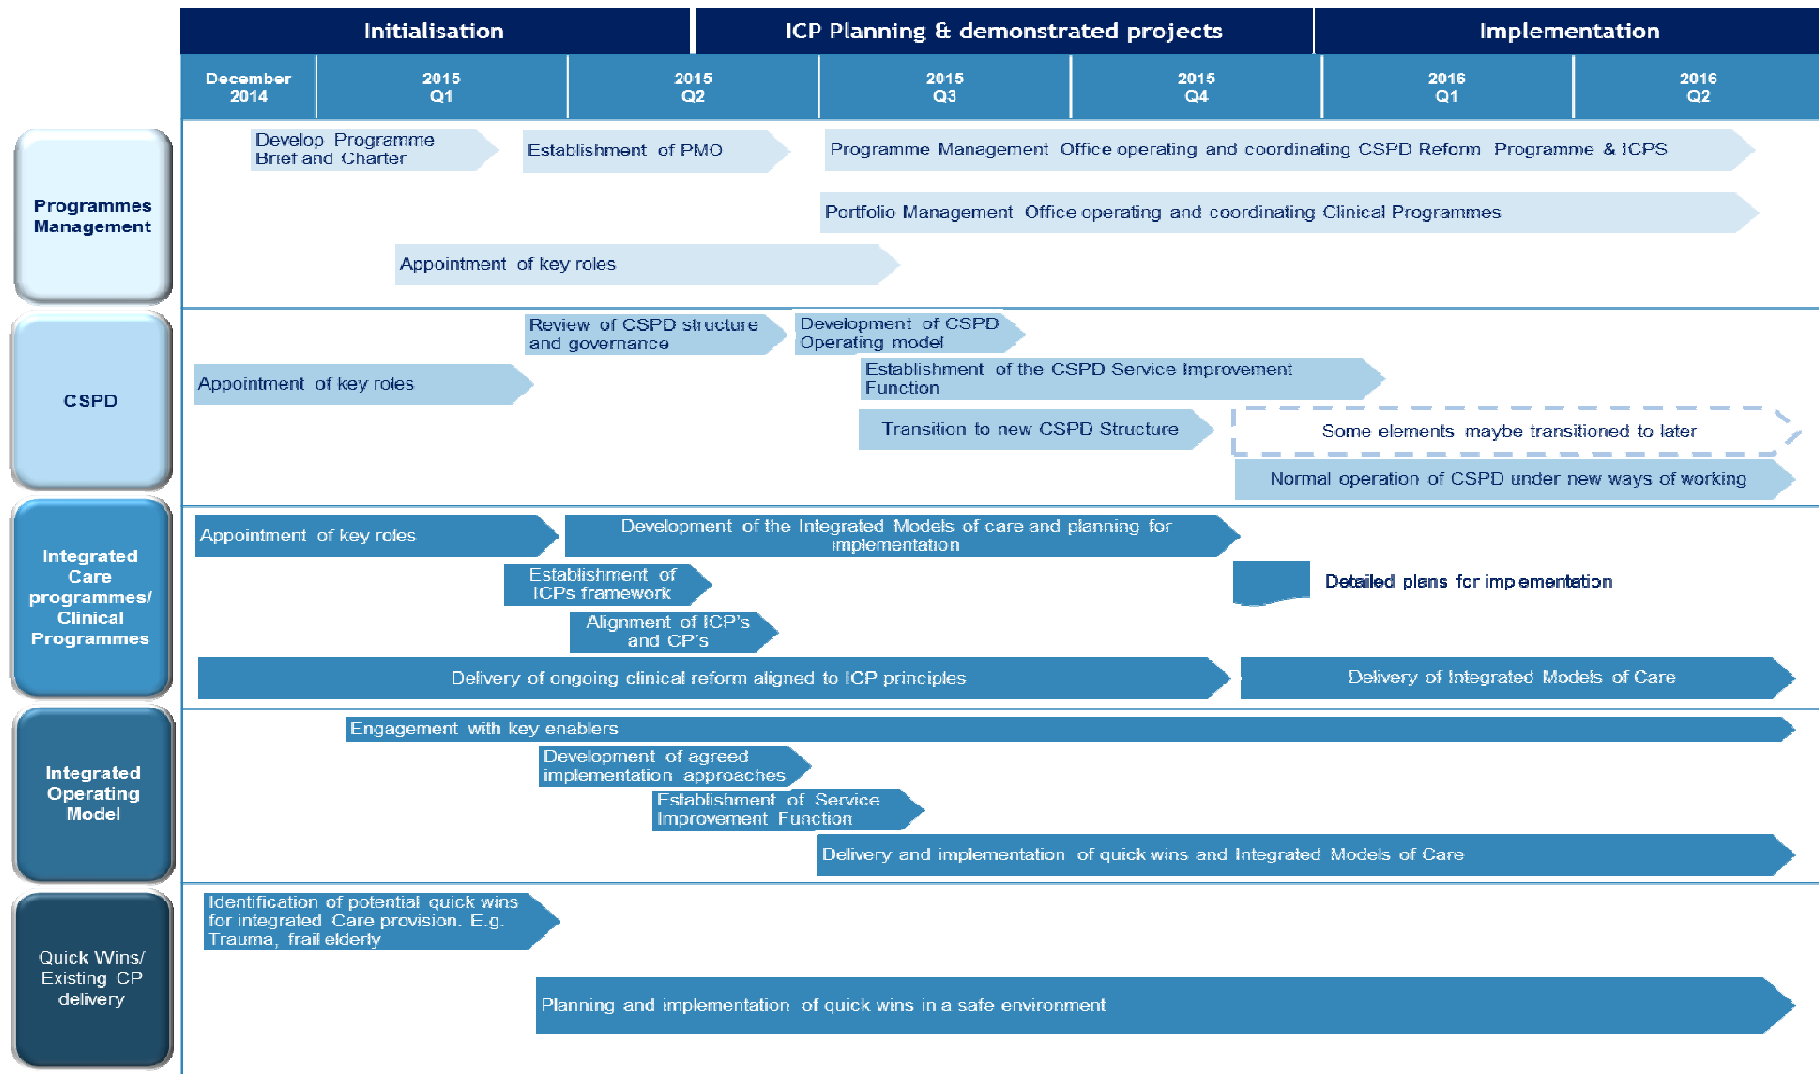 Initialisation
ICP Planning & demonstrated projects
Implementation
December
2014
2015
Q1
2015
Q2
2015
Q3
2015
Q4
2016
Q1
2016
Q2
Programmes
Management
Develop Programme
Brief and Charter
Establishment of PMO
Programme Management Office operating and coordinating CSPD Reform Programme & ICPS
Portfolio Management Office operating and coordinating Clinical Programmes
Appointment of key roles
CSPD
Review of CSPD structure
and governance
Development of CSPD
Operating model
Appointment of key roles
Establishment of the CSPD Service Improvement
Function
Transition to new CSPD Structure
Some elements maybe transitioned to later
Normal operation of CSPD under new ways of working
Integrated
Care
programmes/
Clinical
Programmes
Appointment of key roles
Development of the Integrated Models of care and planning for
implementation
Establishment of
ICPs framework
Detailed plans for implementation
Alignment of ICP's
and CP's
Delivery of ongoing clinical reform aligned to ICP principles
Delivery of Integrated Models of Care
Integrated
Operating
Model
Engagement with key enablers
Development of agreed
implementation approaches
Establishment of Service
Improvement Function
Delivery and implementation of quick wins and Integrated Models of Care
Quick Wins/
Existing CP
delivery
Identification of potential quick wins
for integrated Care provision. E.g.
Trauma, frail elderly
Planning and implementation of quick wins in a safe environment